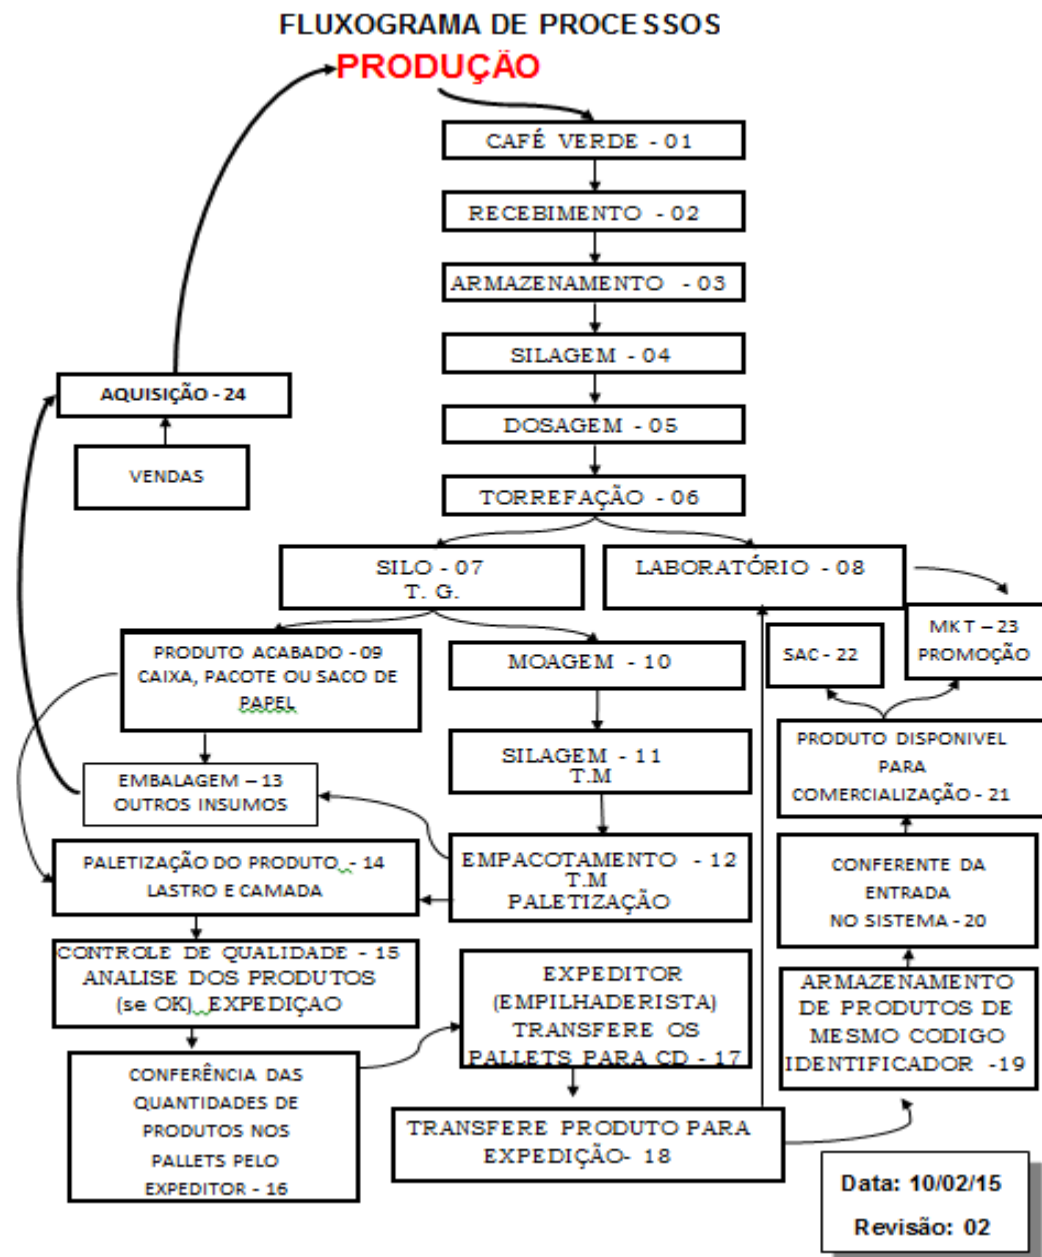 FLUXOGRAMA DE PROCESSOS
PRODUÇÃO
CAFÉ VERDE - 01
RECEBIMENTO - 02
ARMAZENAMENTO - 03
SILAGEM - 04
AQUISIÇÃO - 24
DOSAGEM - 05
VENDAS
TORREFAÇÃO - 06
SILO - 07
T. G.
LABORATÓRIO - 08
PRODUTO ACABADO - 09
CAIXA, PACOTE OU SACO DE
PAPEL
MOAGEM - 10
SAC - 22
MKT – 23
PROMOÇÃO
SILAGEM - 11
T.M
PRODUTO DISPONIVEL
PARA
COMERCIALIZAÇÃO - 21
EMBALAGEM – 13
OUTROS INSUMOS
PALETIZAÇÃO DO PRODUTO - 14
LASTRO E CAMADA
EMPACOTAMENTO - 12
T.M
PALETIZAÇÃO
CONFERENTE DA
ENTRADA
NO SISTEMA - 20
CONTROLE DE QUALIDADE - 15
ANALISE DOS PRODUTOS
(se OK) EXPEDIÇAO
EXPEDITOR
(EMPILHADERISTA)
TRANSFERE OS
PALLETS PARA CD - 17
ARMAZENAMENTO
DE PRODUTOS DE
MESMO CODIGO
IDENTIFICADOR -19
CONFERÊNCIA DAS
QUANTIDADES DE
PRODUTOS NOS
PALLETS PELO
EXPEDITOR - 16
TRANSFERE PRODUTO PARA
EXPEDIÇÃO- 18
Data: 10/02/15
Revisão: 02